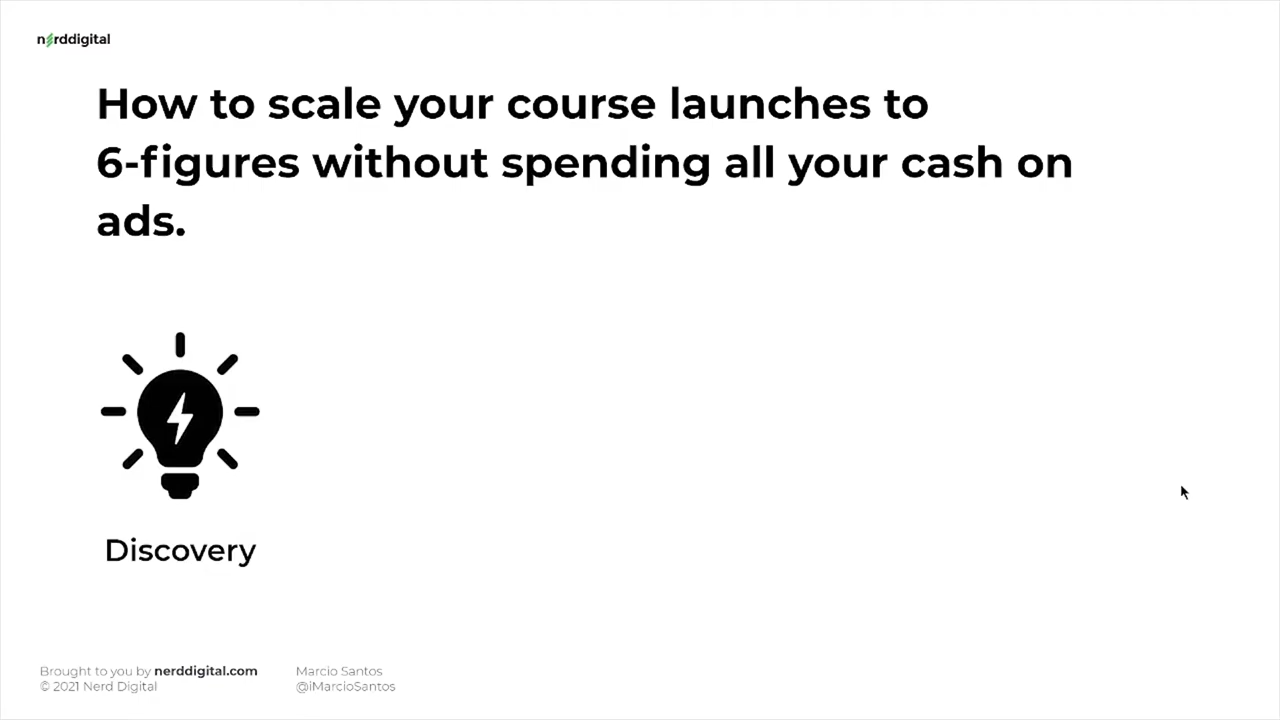 nerddigital
How to scale your course launches to
6-figures without spending all your cash on
ads.
Discovery
Brought to you by nerddigital.com
© 2021 Nerd Digital
Marcio Santos
@iMarcioSantos